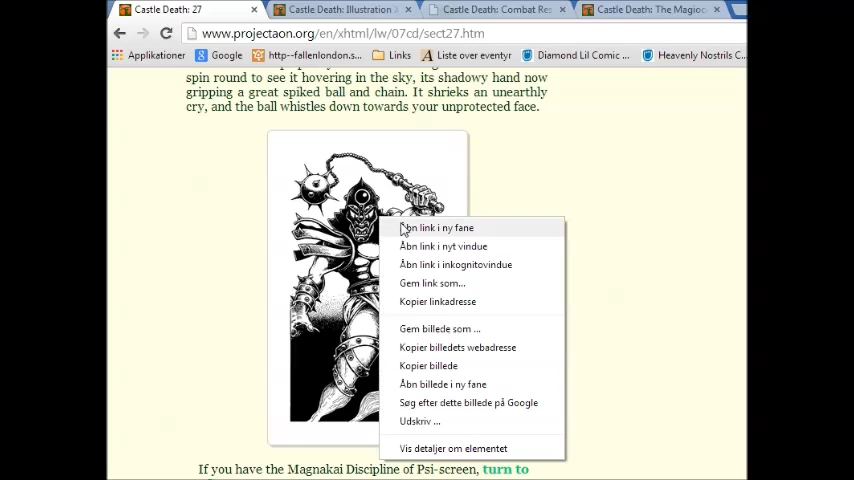 Castle Death: 27
Castle Death: Illustration
Castle Death: Combat Re
Castle Death: The Magic
www.projectaon.org/en/xhtml/lw/07cd/sect27.htm
Applikationer
Google
http--fallenlondon.s...
Links
Liste over eventyr
Diamond Lil Comic ...
Heavenly Nostrils C
spin round to see it hovering in the sky, its shadowy hand now
gripping a great spiked ball and chain. It shrieks an unearthly
cry, and the ball whistles down towards your unprotected face.
Åbn link i ny fane
Åbn link i nyt vindue
Åbn link i inkognitovindue
Gem link som...
Kopier linkadresse
Gem billede som ...
Kopier billedets webadresse
Kopier billede
Åbn billede i ny fane
Søg efter dette billede på Google
Udskriv ...
Vis detaljer om elementet
If you have the Magnakai Discipline of Psi-screen, turn to